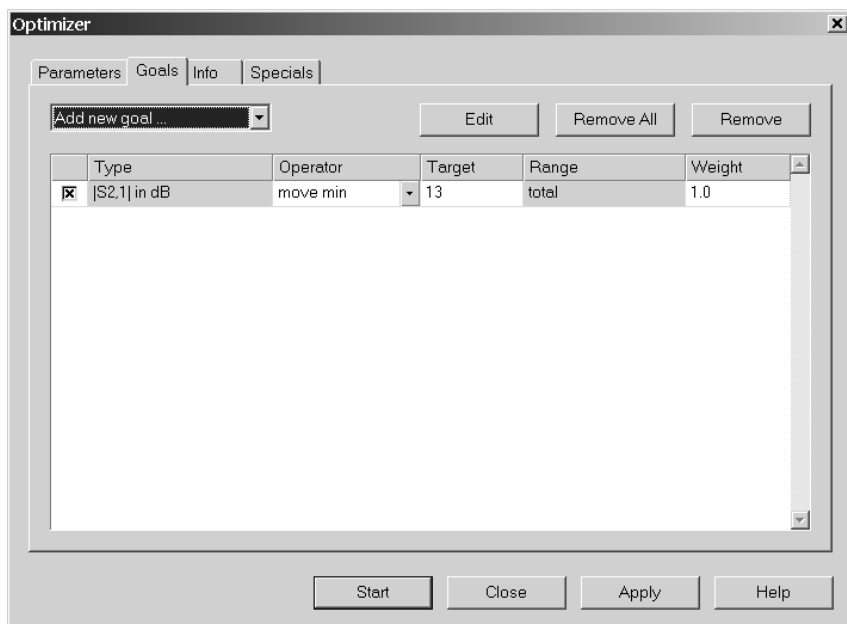 Optimizer
Parameters Goals Info Specials
Add new goal ... Edit Remove All Remove
Type Operator Target Range Weight
|S2,1| in dB move min 13 total 1.0
Start Close Apply Help